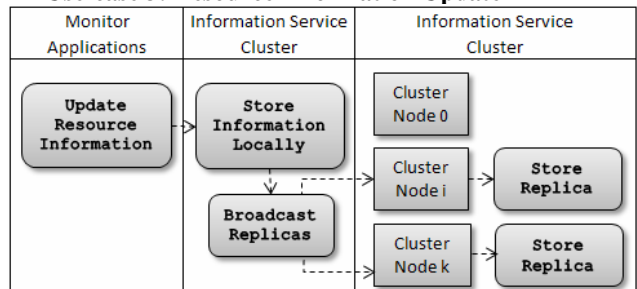 Monitor
Applications
Information Service
Cluster
Information Service
Cluster
Update
Resource
Information
Store
Information
Locally
Broadcast
Replicas
Cluster
Node 0
Cluster
Node i
Store
Replica
Cluster
Node k
Store
Replica